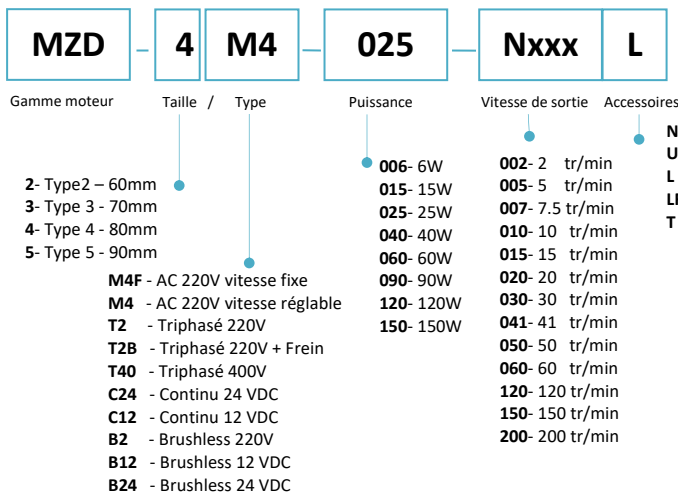 MZD - 4 M4 - 025 - Nxxx L
Gamme moteur Taille / Type Puissance Vitesse de sortie Accessoires
2- Type2 – 60mm
3- Type 3 - 70mm
4- Type 4 - 80mm
5- Type 5 - 90mm
M4F - AC 220V vitesse fixe
M4 - AC 220V vitesse réglable
T2 - Triphasé 220V
T2B - Triphasé 220V + Frein
T40 - Triphasé 400V
C24 - Continu 24 VDC
C12 - Continu 12 VDC
B2 - Brushless 220V
B12 - Brushless 12 VDC
B24 - Brushless 24 VDC
006- 6W
015- 15W
025- 25W
040- 40W
060- 60W
090- 90W
120- 120W
150- 150W
002- 2 tr/min
005- 5 tr/min
007- 7.5 tr/min
010- 10 tr/min
015- 15 tr/min
020- 20 tr/min
030- 30 tr/min
041- 41 tr/min
050- 50 tr/min
060- 60 tr/min
120- 120 tr/min
150- 150 tr/min
200- 200 tr/min
N
U
L
T